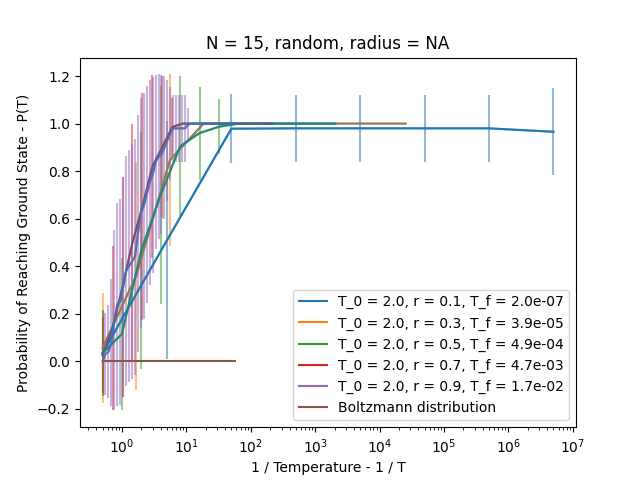 N = 15, random, radius = NA
Probability of Reaching Ground State - P(T)
1.2
1.0
0.8
0.6
0.4
0.2
0.0
−0.2
T_0 = 2.0, r = 0.1, T_f = 2.0e-07
T_0 = 2.0, r = 0.3, T_f = 3.9e-05
T_0 = 2.0, r = 0.5, T_f = 4.9e-04
T_0 = 2.0, r = 0.7, T_f = 4.7e-03
T_0 = 2.0, r = 0.9, T_f = 1.7e-02
Boltzmann distribution
10⁰ 10¹ 10² 10³ 10⁴ 10⁵ 10⁶ 10⁷
1 / Temperature - 1 / T